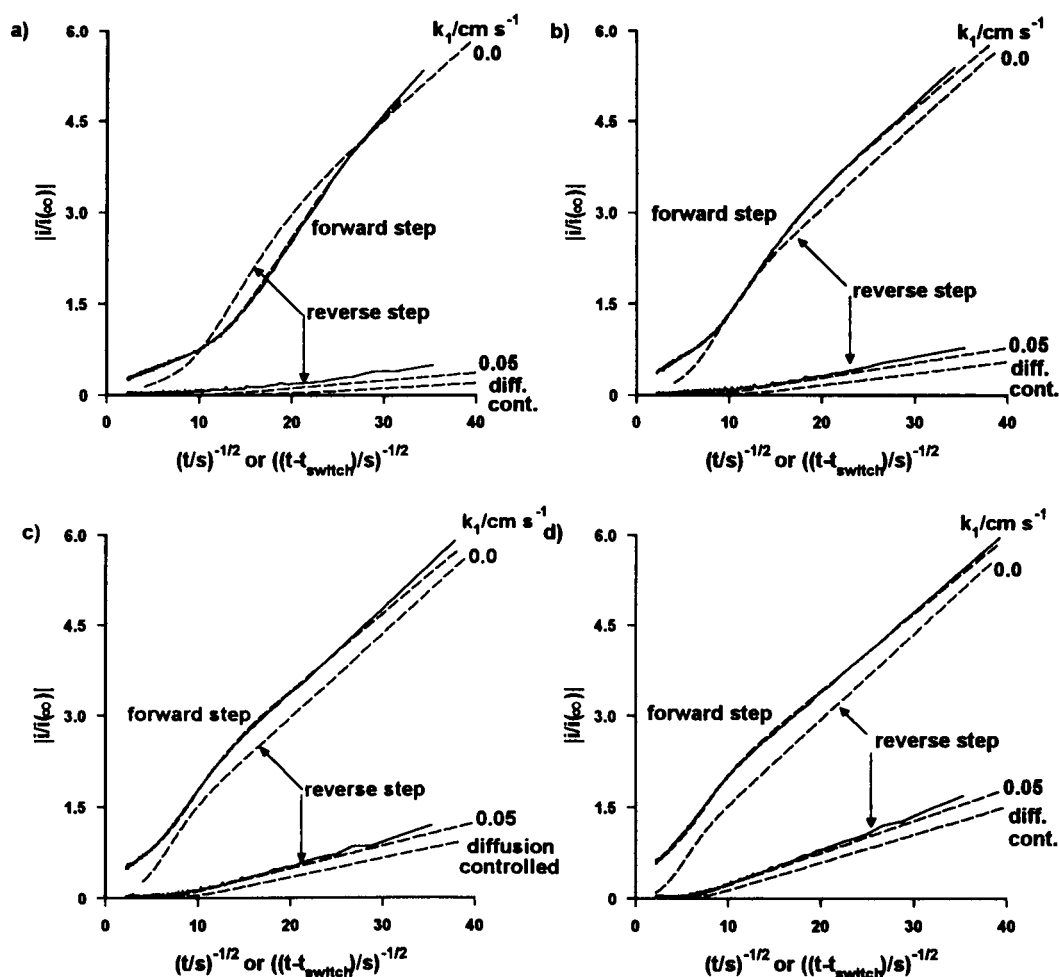 a)
6.0
4.5
3.0
1.5
0
|i/i(∞)|
k₁/cm s⁻¹
0.0
forward step
reverse step
0.05
diff.
cont.
0 10 20 30 40
(t/s)⁻¹/² or ((t-t_switch)/s)⁻¹/²
b)
6.0
4.5
3.0
1.5
0
|i/i(∞)|
k₁/cm s⁻¹
0.0
forward step
reverse step
0.05
diff.
cont.
0 10 20 30 40
(t/s)⁻¹/² or ((t-t_switch)/s)⁻¹/²
c)
6.0
4.5
3.0
1.5
0
|i/i(∞)|
k₁/cm s⁻¹
0.0
forward step
reverse step
0.05
diffusion
controlled
0 10 20 30 40
(t/s)⁻¹/² or ((t-t_switch)/s)⁻¹/²
d)
6.0
4.5
3.0
1.5
0
|i/i(∞)|
k₁/cm s⁻¹
0.0
forward step
reverse step
0.05
diff.
cont.
0 10 20 30 40
(t/s)⁻¹/² or ((t-t_switch)/s)⁻¹/²